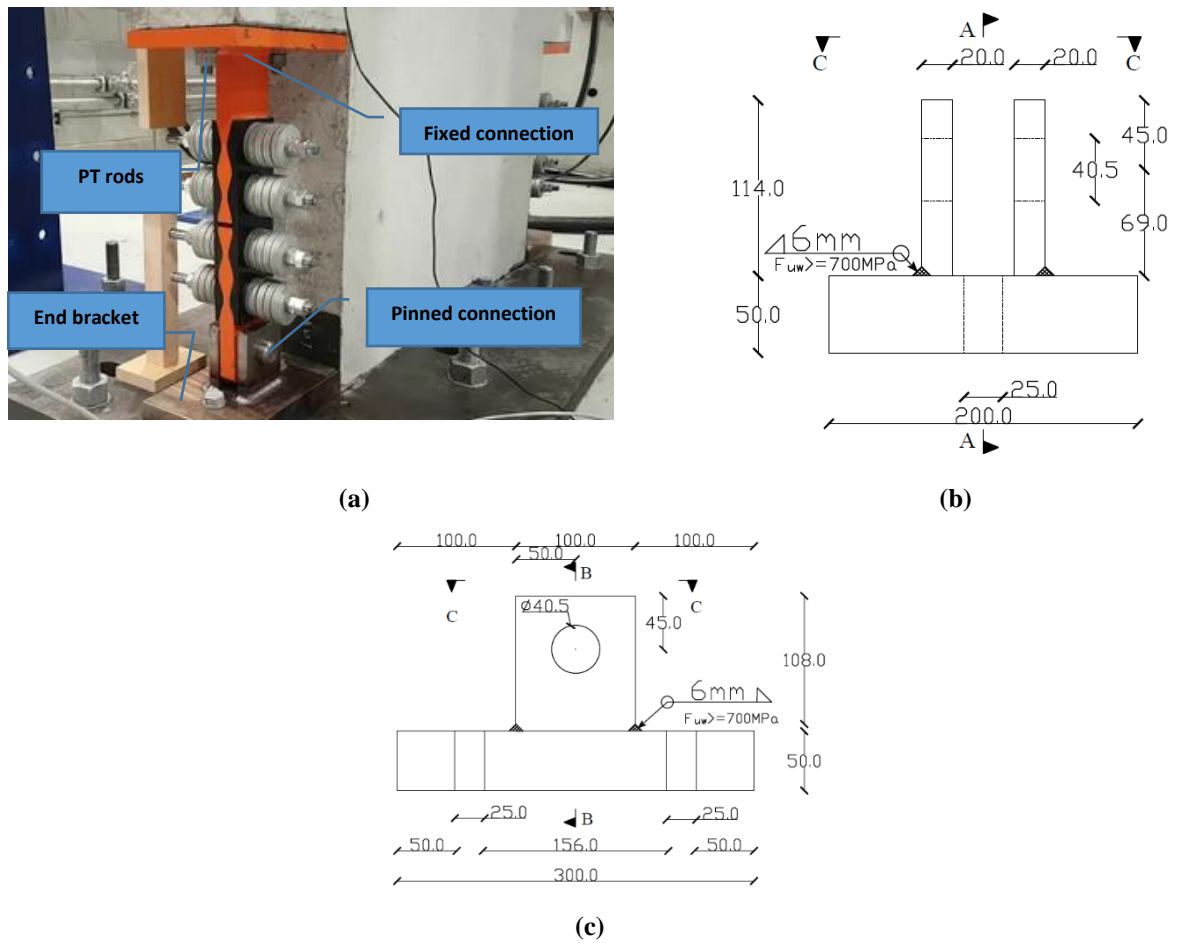 Fixed connection
PT rods
End bracket
Pinned connection
(a)
A
C
C
20.0
20.0
114.0
45.0
40.5
69.0
6mm
Fuw>=700MPa
50.0
25.0
200.0
A
(b)
100.0
100.0
100.0
50.0
B
C
C
Ø40.5
45.0
108.0
6mm
Fuw>=700MPa
50.0
25.0
B
25.0
50.0
156.0
50.0
300.0
(c)